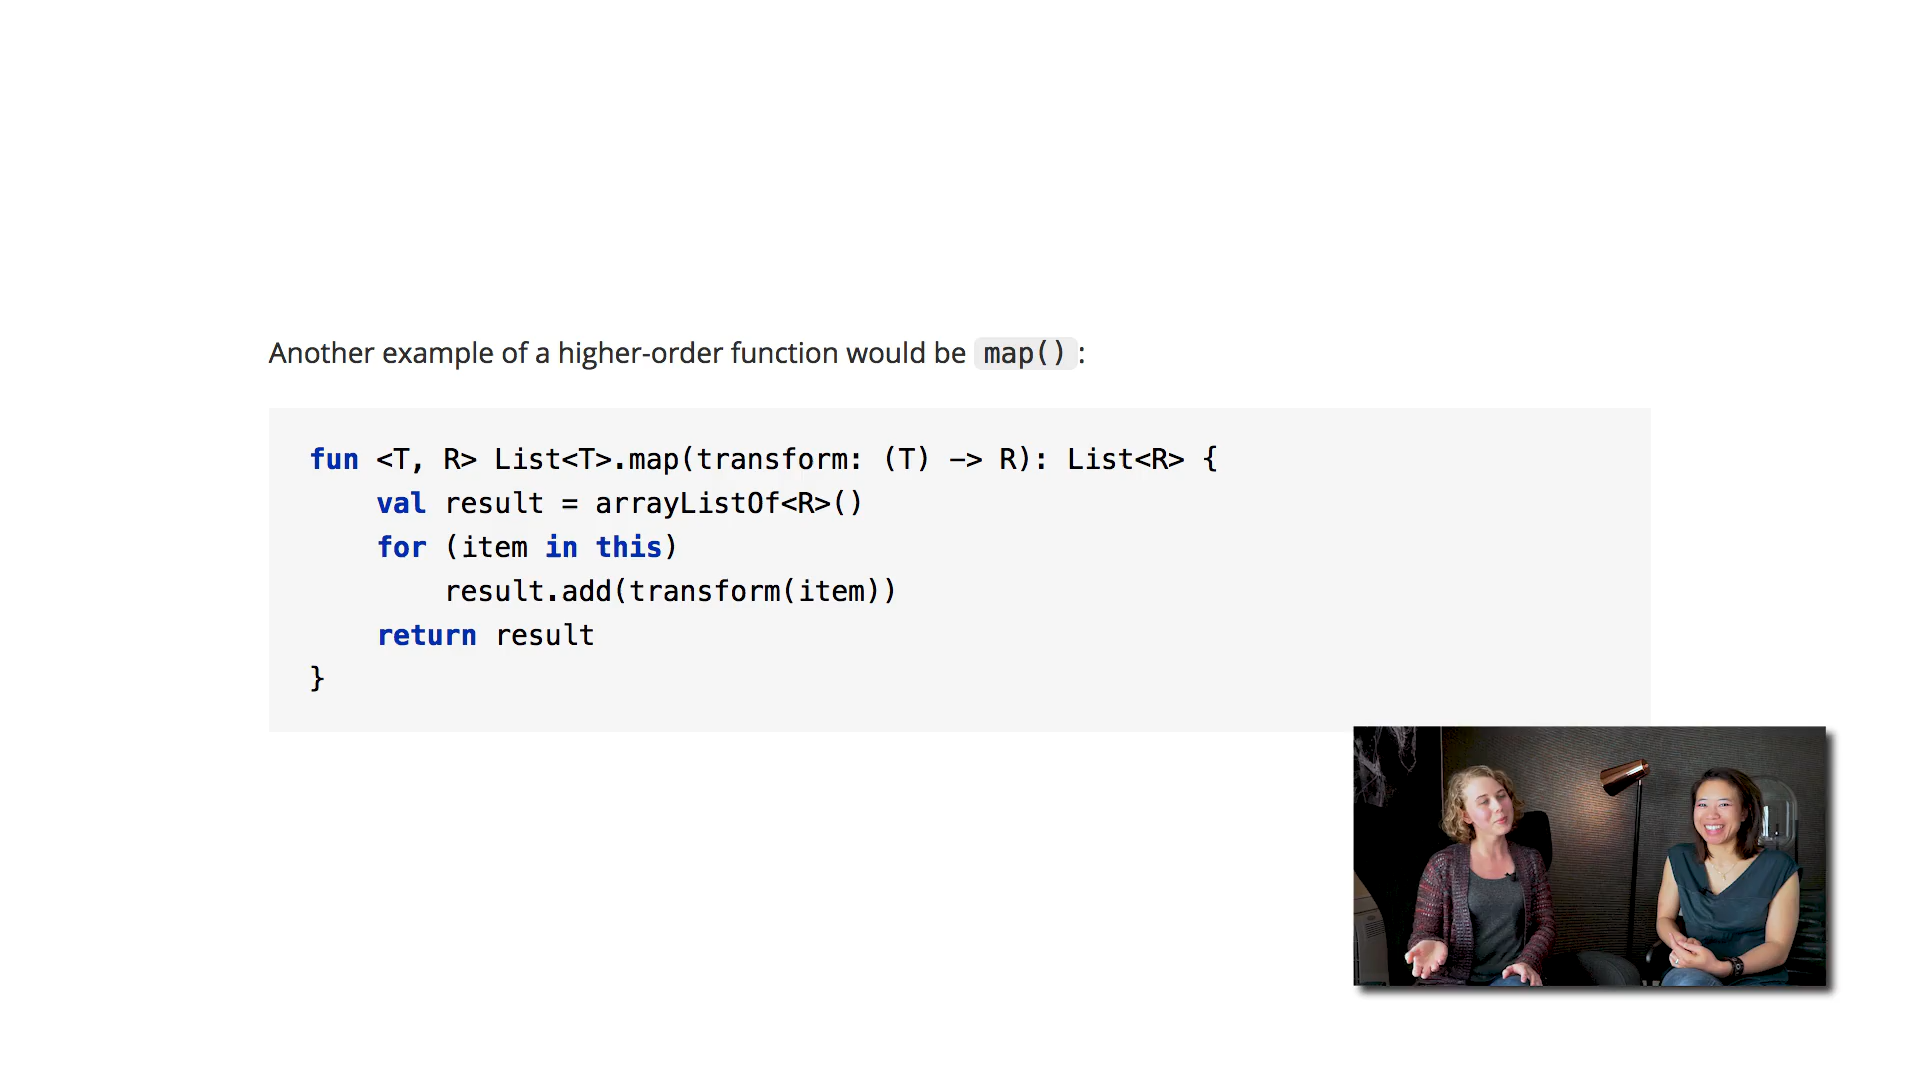 Another example of a higher-order function would be map():
fun <T, R> List<T>.map(transform: (T) -> R): List<R> {
    val result = arrayListOf<R>()
    for (item in this)
        result.add(transform(item))
    return result
}